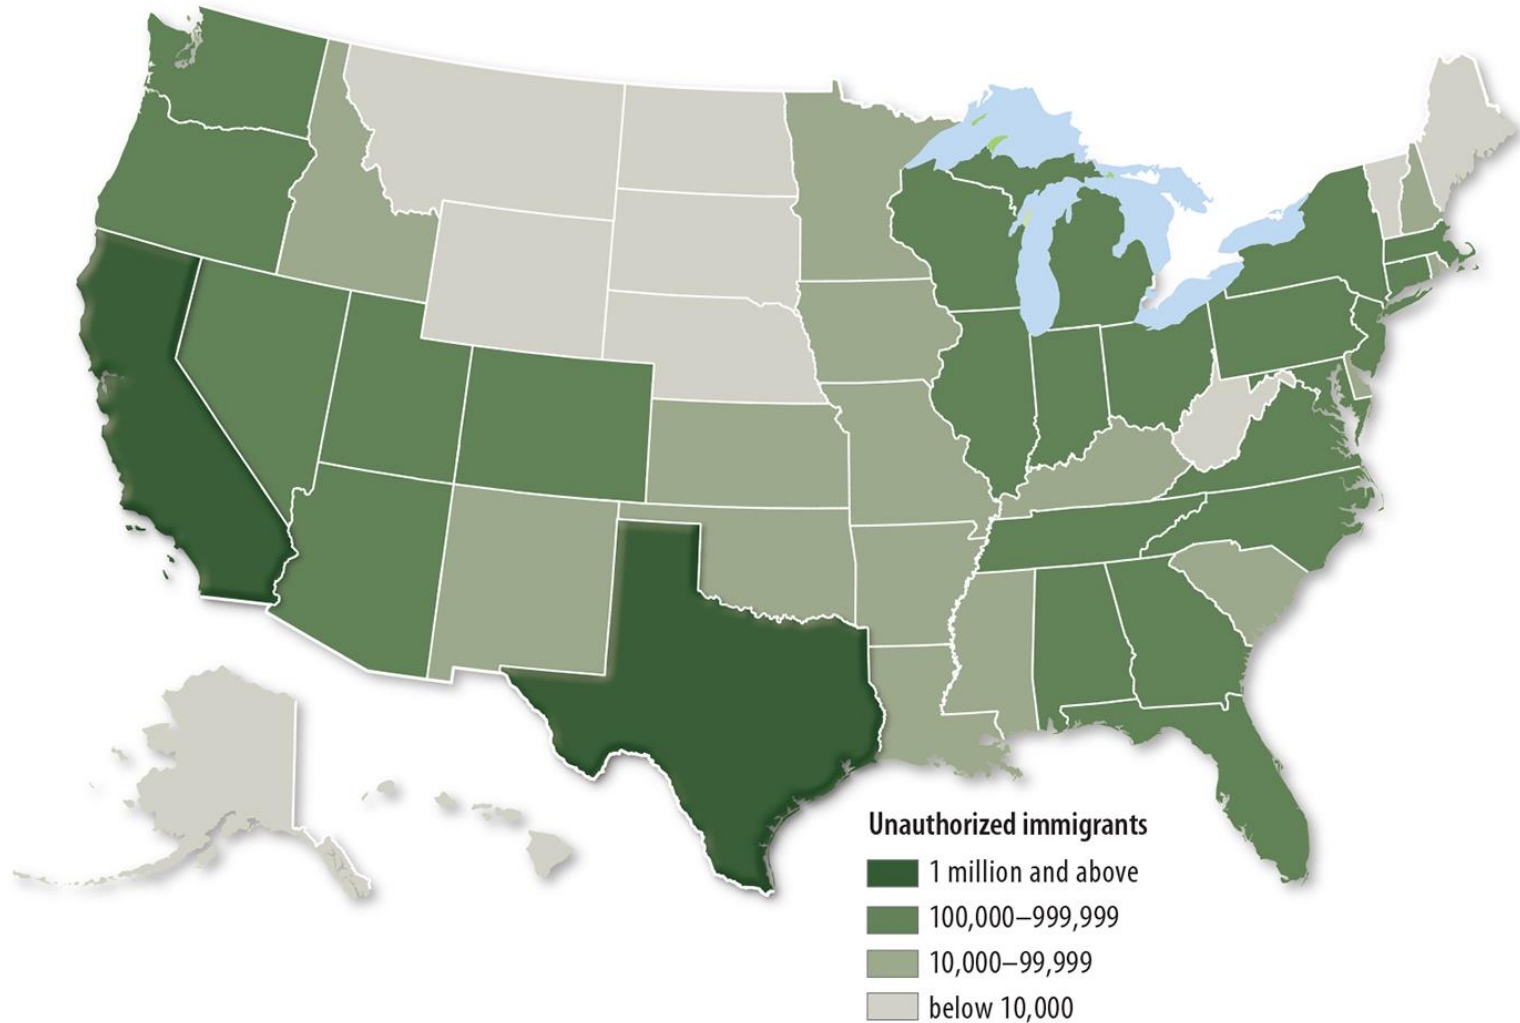 Unauthorized immigrants
1 million and above
100,000–999,999
10,000–99,999
below 10,000